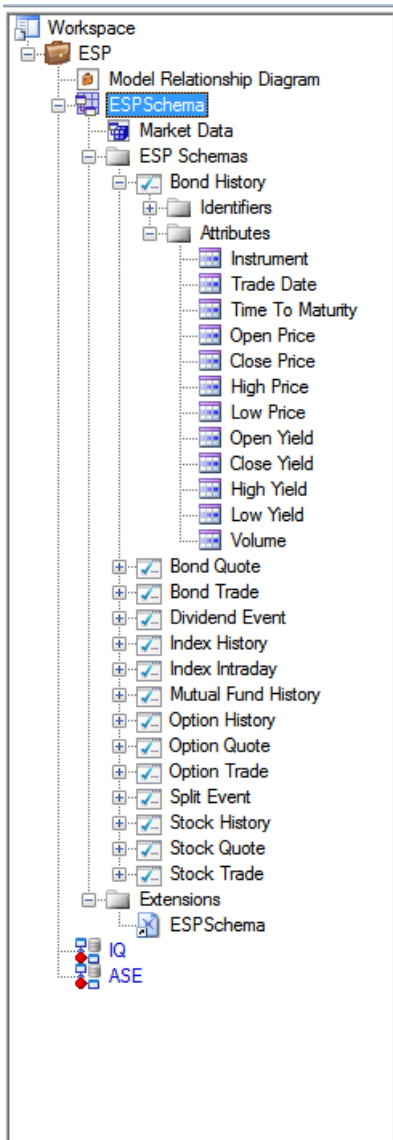 Workspace
ESP
Model Relationship Diagram
ESPSchema
Market Data
ESP Schemas
Bond History
Identifiers
Attributes
Instrument
Trade Date
Time To Maturity
Open Price
Close Price
High Price
Low Price
Open Yield
Close Yield
High Yield
Low Yield
Volume
Bond Quote
Bond Trade
Dividend Event
Index History
Index Intraday
Mutual Fund History
Option History
Option Quote
Option Trade
Split Event
Stock History
Stock Quote
Stock Trade
Extensions
ESPSchema
IQ
ASE